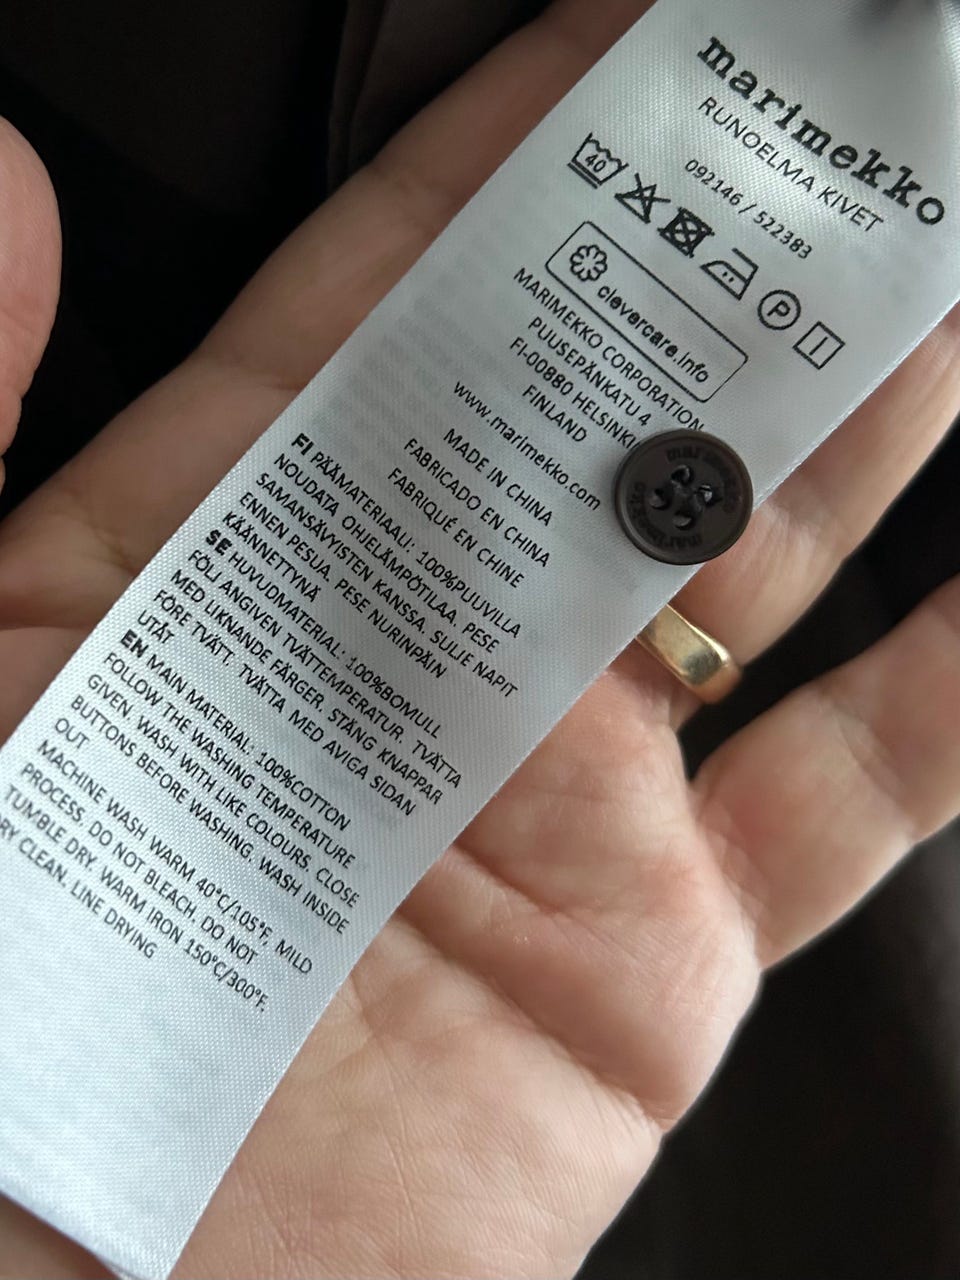 marimekko
RUNOELMA KIVET
092146 / 522383
40
P
clevercare.info
MARIMEKKO CORPORATION
PUUSEPÄNKATU 4
FI-00880 HELSINKI
FINLAND
www.marimekko.com
MADE IN CHINA
FABRICADO EN CHINA
FABRIQUÉ EN CHINE
FI PÄÄMATERIAALI: 100%PUUVILLA
NOUDATA OHJELÄMPÖTILAA. PESE
SAMANSÄVYISTEN KANSSA. SULJE NAPIT
ENNEN PESUA. PESE NURINPÄIN
KÄÄNNETTYNÄ
SE HUVUDMATERIAL: 100%BOMULL
FÖLJ ANGIVEN TVÄTTEMPERATUR. TVÄTTA
MED LIKNANDE FÄRGER. STÄNG KNAPPAR
FÖRE TVÄTT. TVÄTTA MED AVIGA SIDAN
UTÅT
EN MAIN MATERIAL: 100%COTTON
FOLLOW THE WASHING TEMPERATURE
GIVEN. WASH WITH LIKE COLOURS. CLOSE
BUTTONS BEFORE WASHING. WASH INSIDE
OUT
MACHINE WASH WARM 40°C/105°F, MILD
PROCESS. DO NOT BLEACH. DO NOT
TUMBLE DRY. WARM IRON 150°C/300°F.
DRY CLEAN. LINE DRYING
marimekko
marimekko